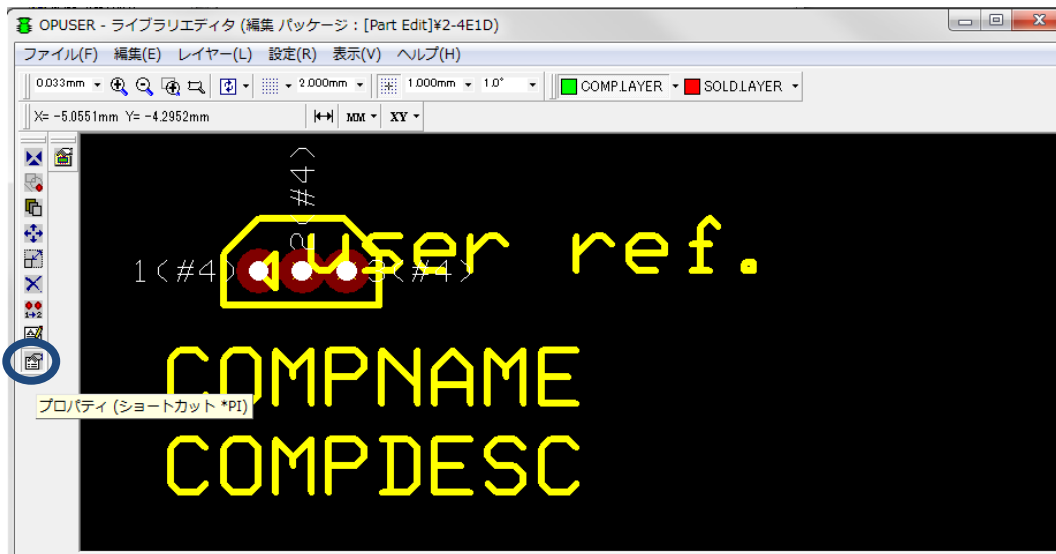 OPUSER - ライブラリエディタ (編集 パッケージ : [Part Edit]¥2-4E1D)
ファイル(F) 編集(E) レイヤー(L) 設定(R) 表示(V) ヘルプ(H)
0.033mm 2.000mm 1.000mm 1.0° COMP.LAYER SOLD.LAYER
X= -5.0551mm Y= -4.2952mm MM XY
2(#4)
user ref.
1(#4) 3(#4)
COMPNAME
プロパティ (ショートカット *PI)
COMPDESC